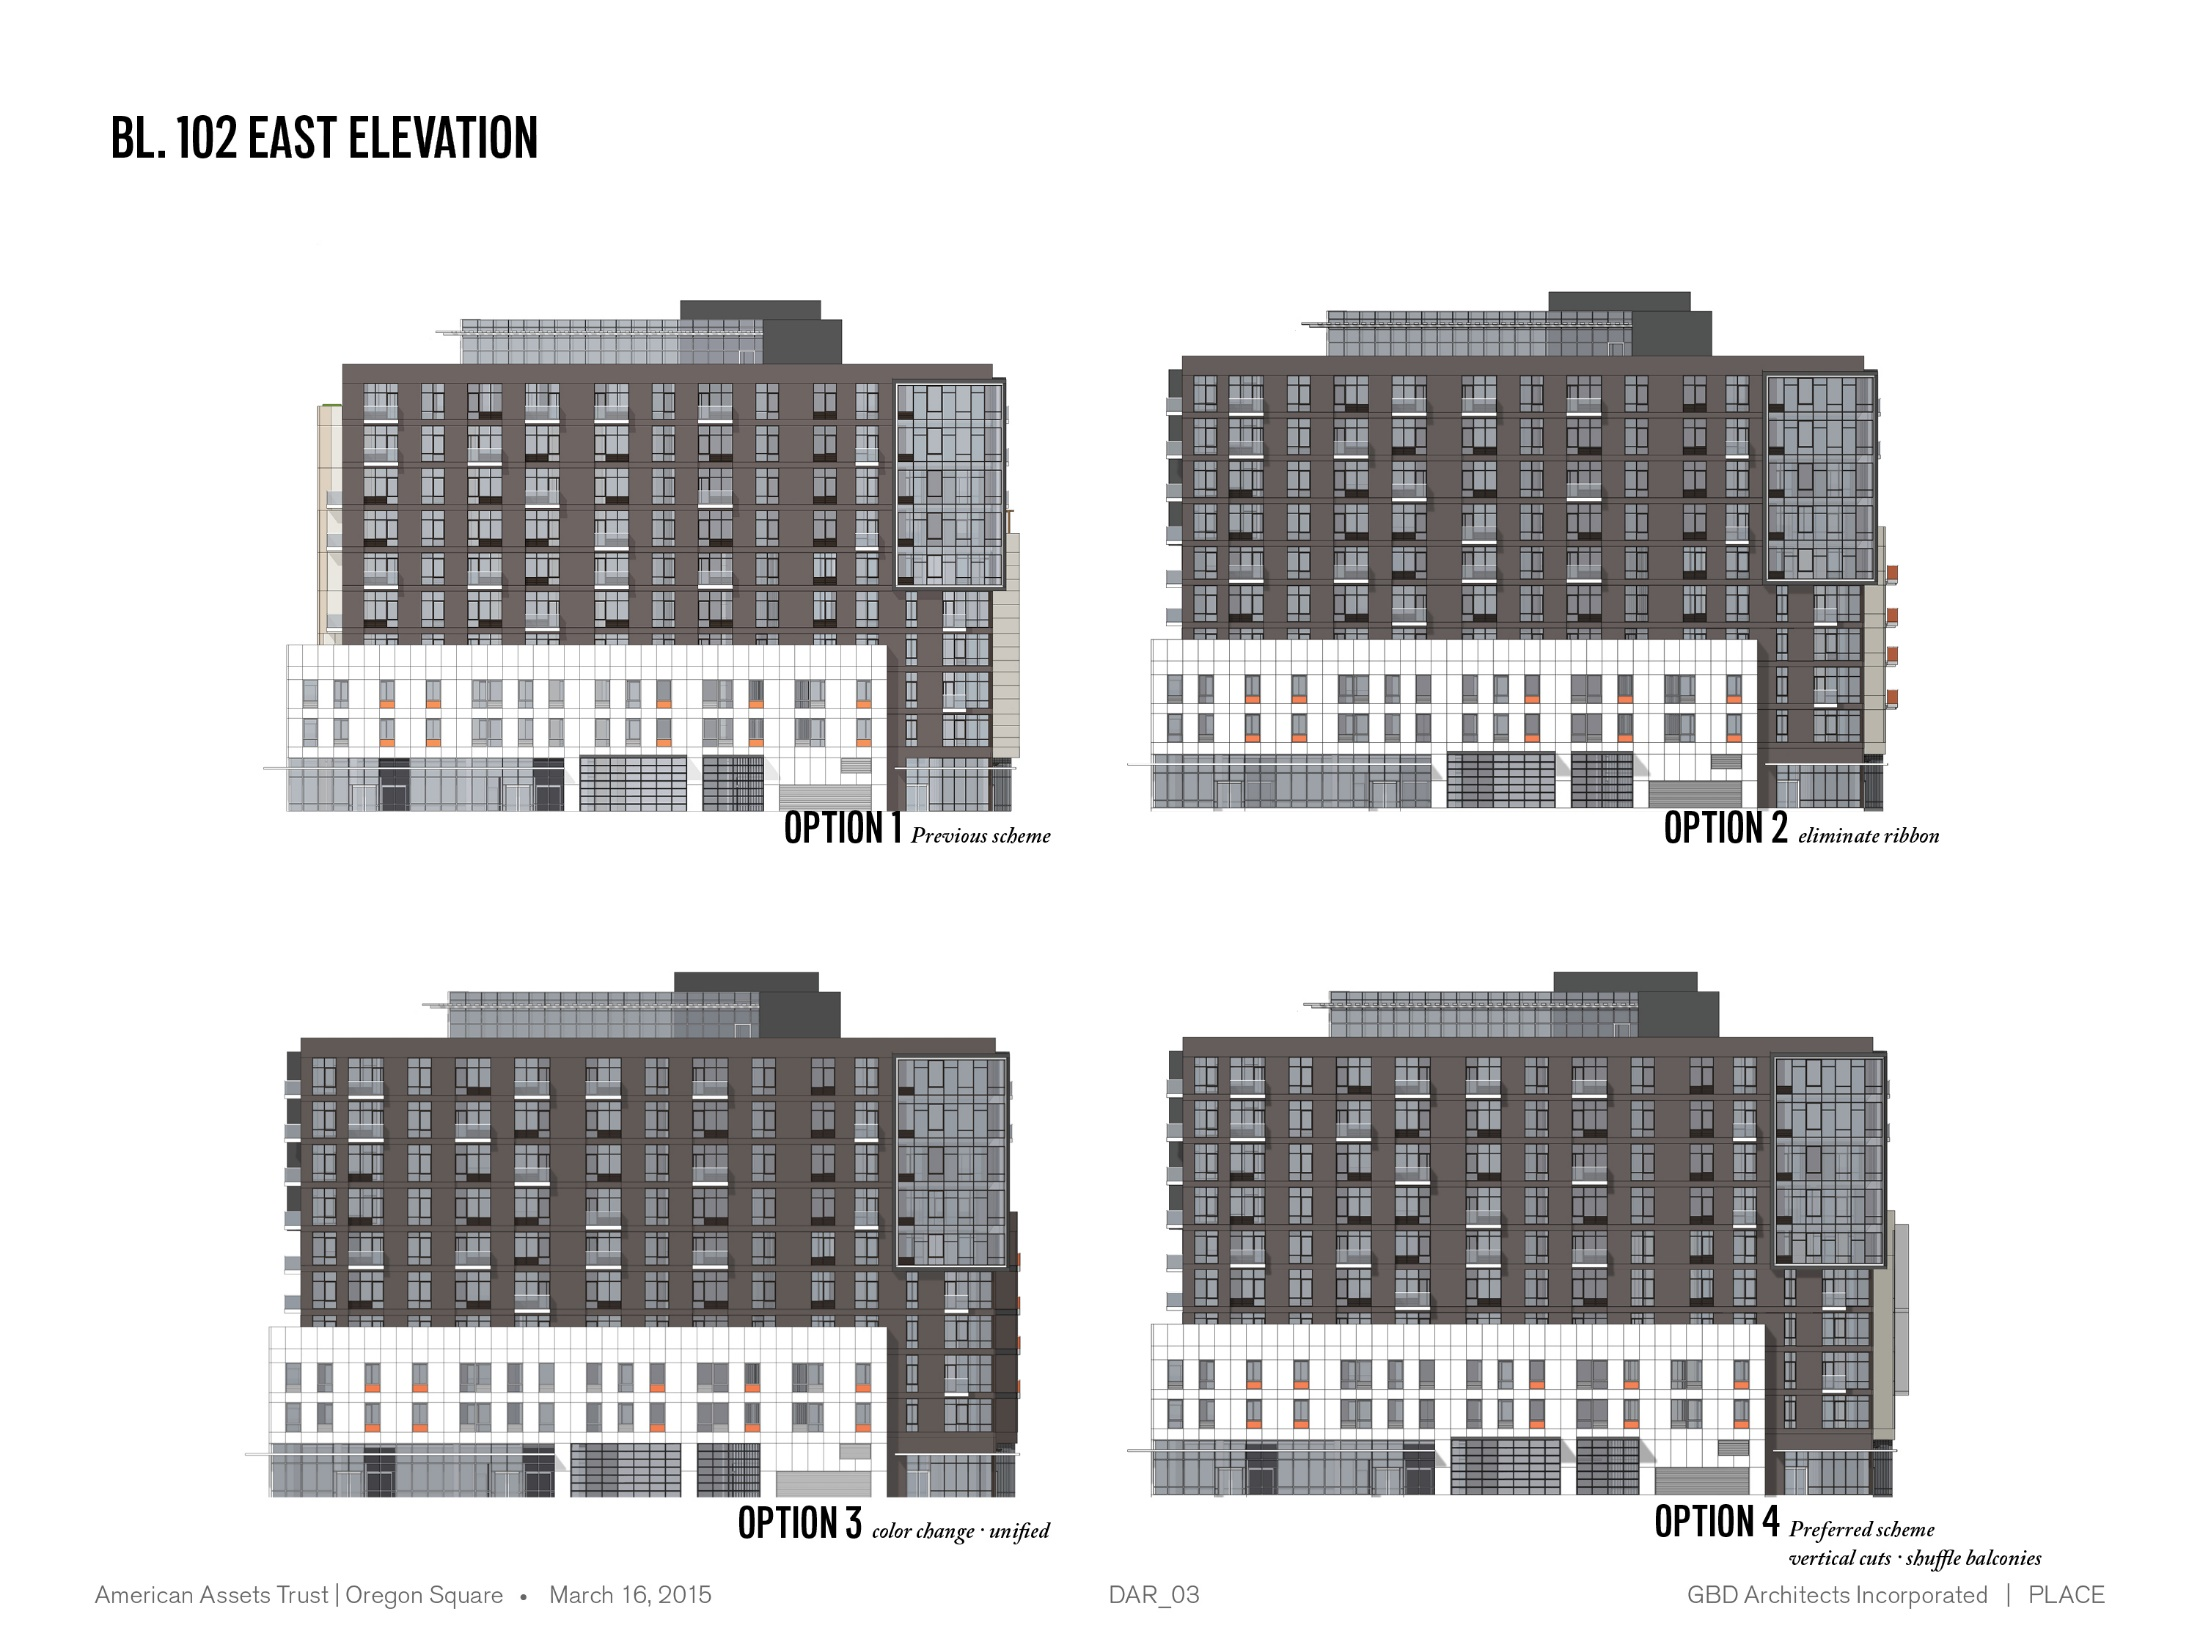 BL. 102 EAST ELEVATION
OPTION 1 Previous scheme
OPTION 2 eliminate ribbon
OPTION 3 color change · unified
OPTION 4 Preferred scheme
vertical cuts · shuffle balconies
American Assets Trust | Oregon Square • March 16, 2015
DAR_03
GBD Architects Incorporated | PLACE